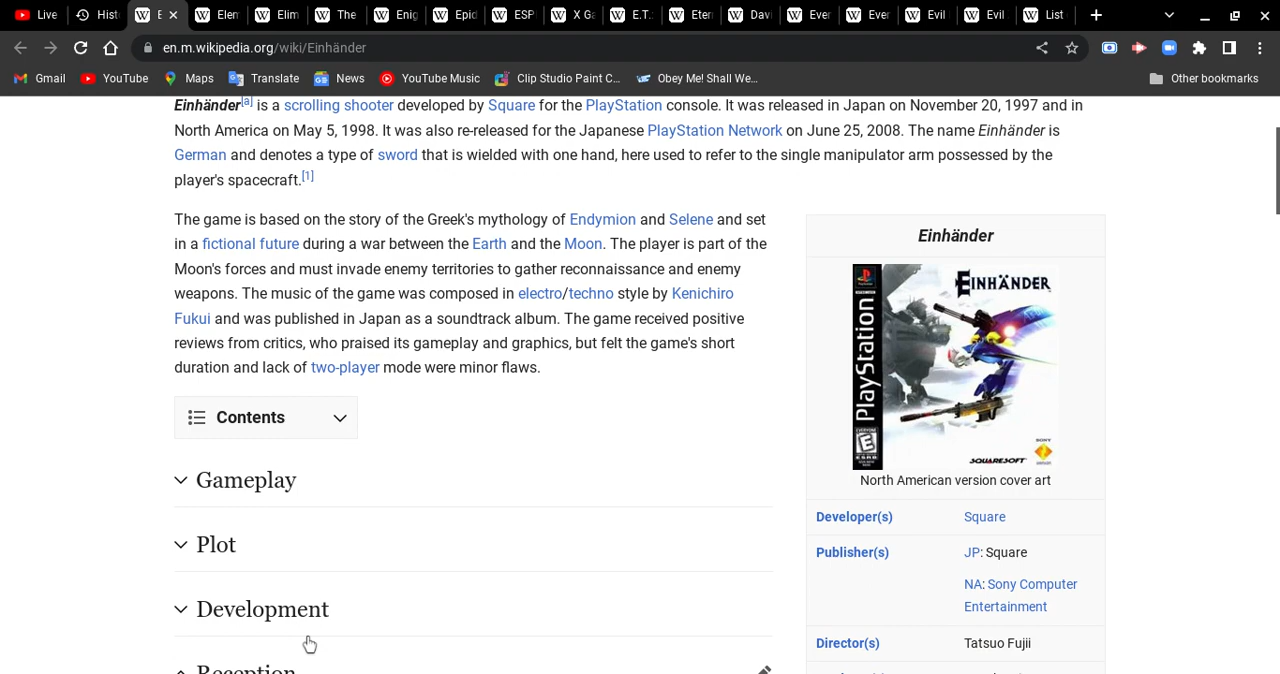 Live
Hist
E
Elem
Elim
The
Enig
Epid
ESP
X Ga
E.T.:
Eter
Davi
Ever
Ever
Evil
Evil
List
en.m.wikipedia.org/wiki/Einhänder
Gmail
YouTube
Maps
Translate
News
YouTube Music
Clip Studio Paint C...
Obey Me! Shall We...
Other bookmarks
Einhänder[a] is a scrolling shooter developed by Square for the PlayStation console. It was released in Japan on November 20, 1997 and in
North America on May 5, 1998. It was also re-released for the Japanese PlayStation Network on June 25, 2008. The name Einhänder is
German and denotes a type of sword that is wielded with one hand, here used to refer to the single manipulator arm possessed by the
player's spacecraft.[1]
The game is based on the story of the Greek's mythology of Endymion and Selene and set
in a fictional future during a war between the Earth and the Moon. The player is part of the
Moon's forces and must invade enemy territories to gather reconnaissance and enemy
weapons. The music of the game was composed in electro/techno style by Kenichiro
Fukui and was published in Japan as a soundtrack album. The game received positive
reviews from critics, who praised its gameplay and graphics, but felt the game's short
duration and lack of two-player mode were minor flaws.
Contents
Gameplay
Plot
Development
Reception
Einhänder
PlayStation
EINHÄNDER
SQUARESOFT
SONY
North American version cover art
Developer(s) Square
Publisher(s) JP: Square
NA: Sony Computer
Entertainment
Director(s) Tatsuo Fujii